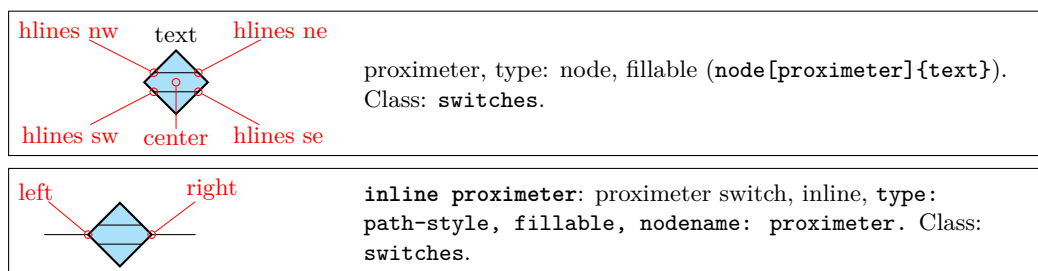 hlines nw text hlines ne
proximeter, type: node, fillable (node[proximeter]{text}).
Class: switches.
hlines sw center hlines se
left right
inline proximeter: proximeter switch, inline, type:
path-style, fillable, nodename: proximeter. Class:
switches.